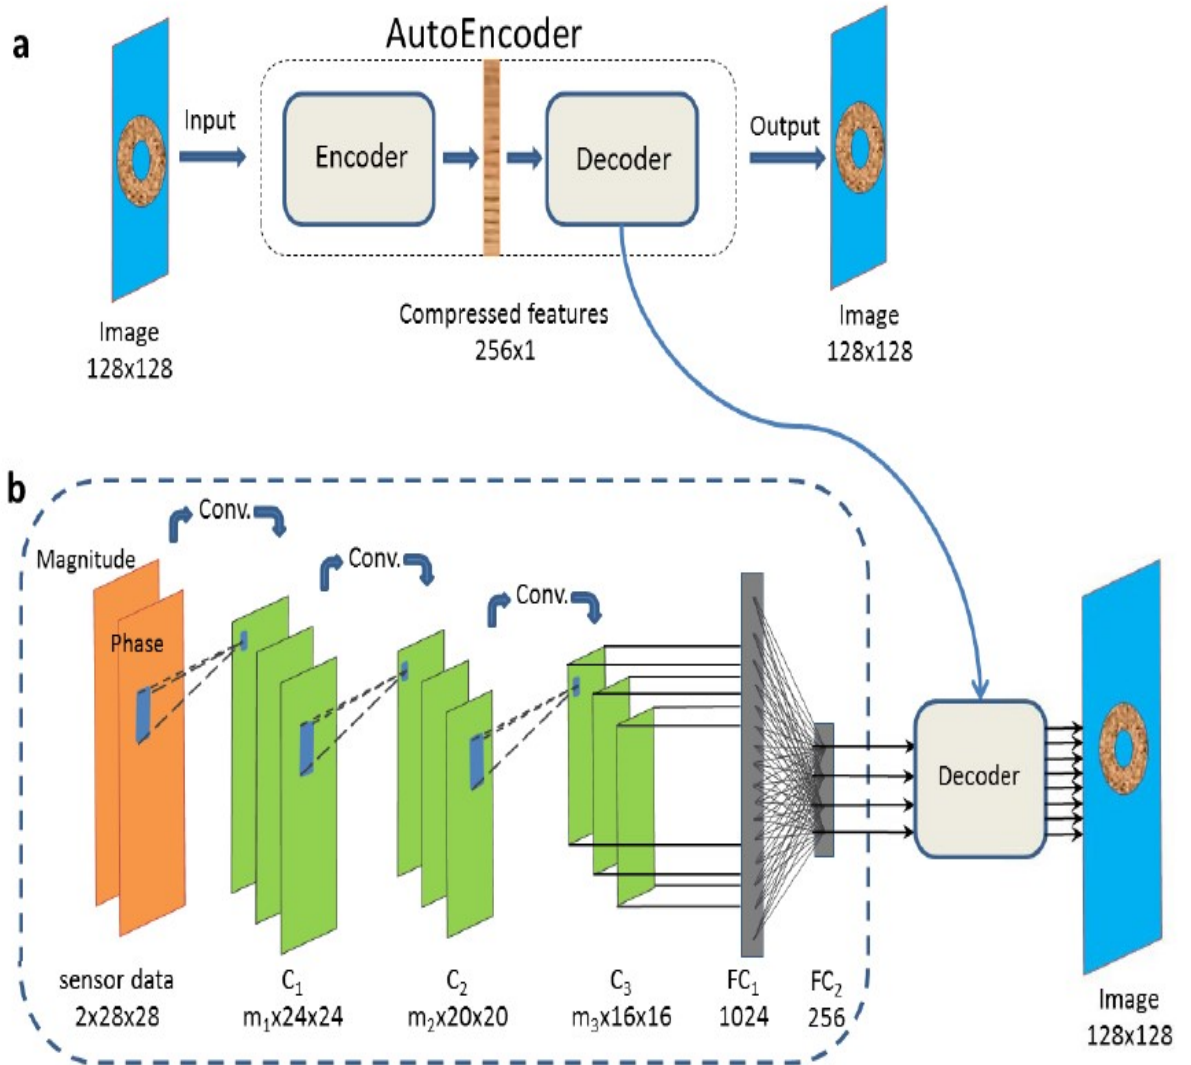 a
AutoEncoder
Input
Encoder
Decoder
Output
Image
128x128
Compressed features
256x1
Image
128x128
b
Conv.
Conv.
Conv.
Magnitude
Phase
Decoder
sensor data
2x28x28
C₁
m₁x24x24
C₂
m₂x20x20
C₃
m₃x16x16
FC₁
1024
FC₂
256
Image
128x128